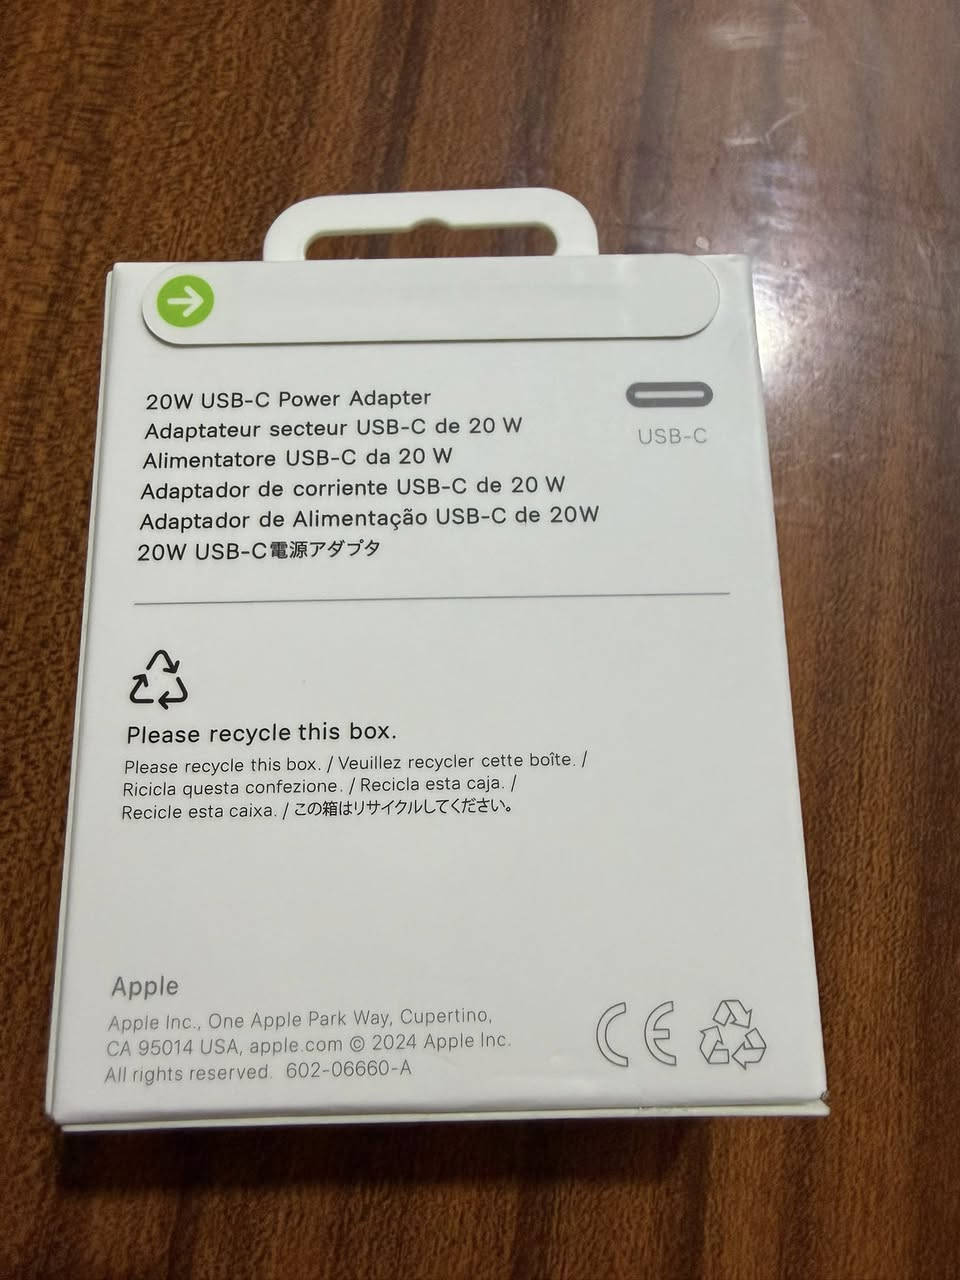 20W USB-C Power Adapter
Adaptateur secteur USB-C de 20 W
Alimentatore USB-C da 20 W
Adaptador de corriente USB-C de 20 W
Adaptador de Alimentação USB-C de 20W
20W USB-C電源アダプタ
USB-C
Please recycle this box.
Please recycle this box. / Veuillez recycler cette boîte. /
Ricicla questa confezione. / Recicla esta caja. /
Recicle esta caixa. / この箱はリサイクルしてください。
Apple
Apple Inc., One Apple Park Way, Cupertino,
CA 95014 USA, apple.com © 2024 Apple Inc.
All rights reserved. 602-06660-A
CE